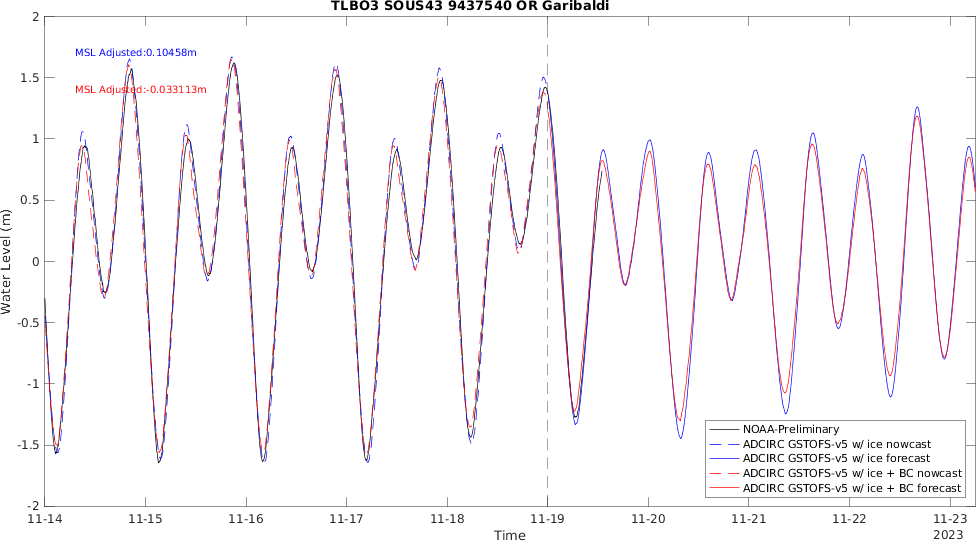 TLBO3 SOUS43 9437540 OR Garibaldi
2
1.5
1
0.5
0
-0.5
-1
-1.5
-2
Water Level (m)
MSL Adjusted:0.10458m
MSL Adjusted:-0.033113m
NOAA-Preliminary
ADCIRC GSTOFS-v5 w/ ice nowcast
ADCIRC GSTOFS-v5 w/ ice forecast
ADCIRC GSTOFS-v5 w/ ice + BC nowcast
ADCIRC GSTOFS-v5 w/ ice + BC forecast
11-14 11-15 11-16 11-17 11-18 11-19 11-20 11-21 11-22 11-23
2023
Time